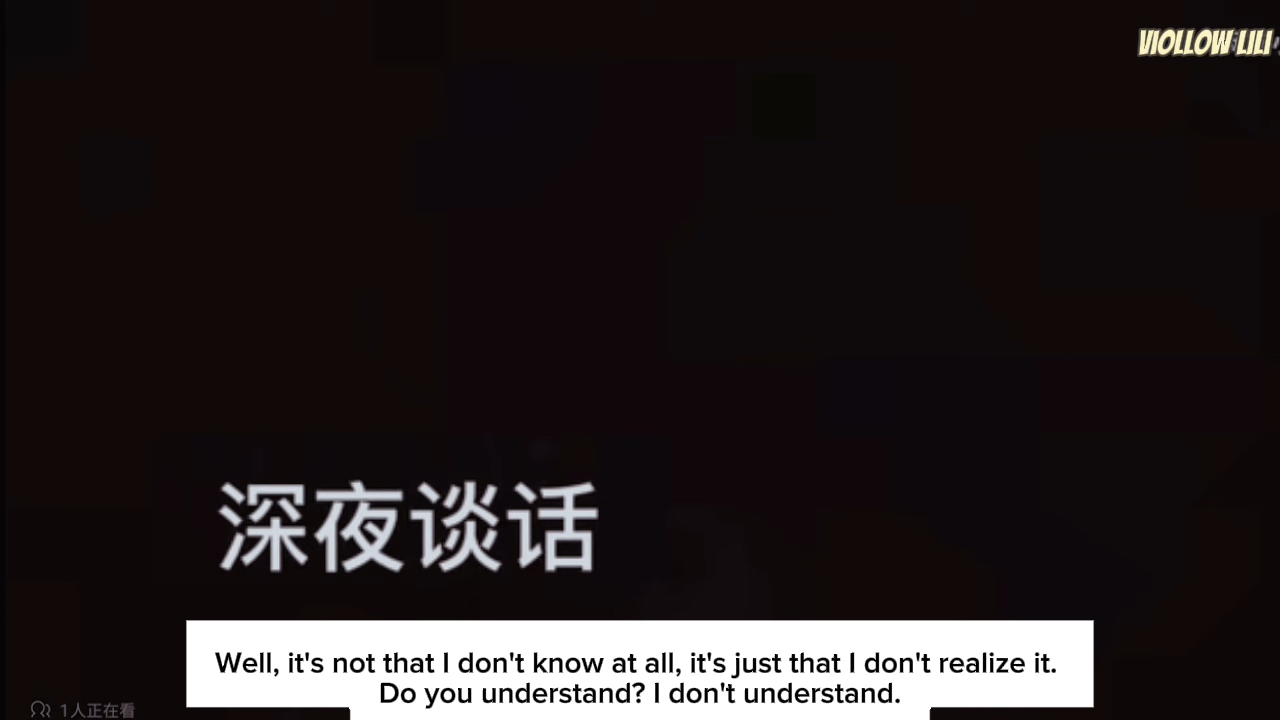 VIOLLOW LILI
深夜谈话
Well, it's not that I don't know at all, it's just that I don't realize it.
Do you understand? I don't understand.
1人正在看